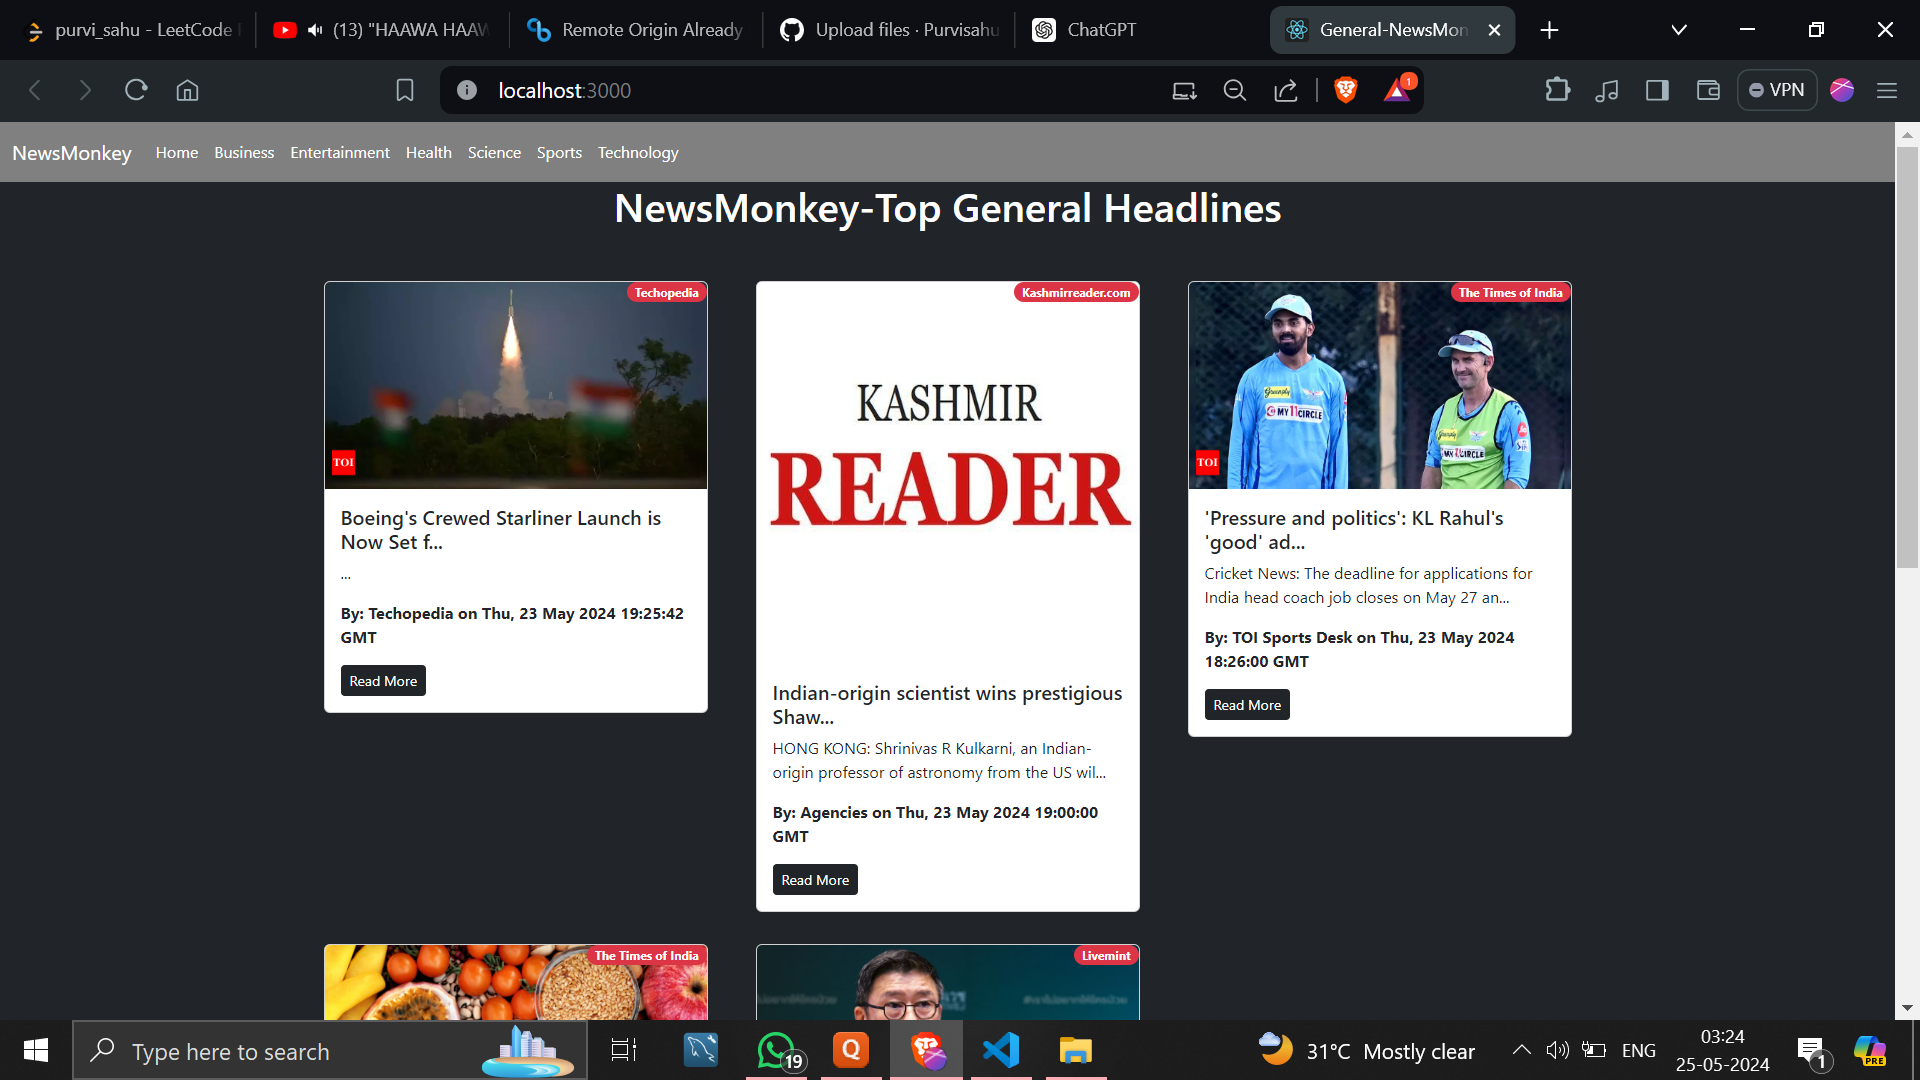 purvi_sahu - LeetCode
(13) "HAAWA HAAW
Remote Origin Already
Upload files · Purvisahu
ChatGPT
General-NewsMon
localhost:3000
1
VPN
NewsMonkey
Home
Business
Entertainment
Health
Science
Sports
Technology
NewsMonkey-Top General Headlines
Techopedia
TOI
Boeing's Crewed Starliner Launch is
Now Set f...
...
By: Techopedia on Thu, 23 May 2024 19:25:42
GMT
Read More
Kashmirreader.com
KASHMIR
READER
Indian-origin scientist wins prestigious
Shaw...
HONG KONG: Shrinivas R Kulkarni, an Indian-
origin professor of astronomy from the US wil...
By: Agencies on Thu, 23 May 2024 19:00:00
GMT
Read More
The Times of India
MY11CIRCLE
MY11CIRCLE
TOI
'Pressure and politics': KL Rahul's
'good' ad...
Cricket News: The deadline for applications for
India head coach job closes on May 27 an...
By: TOI Sports Desk on Thu, 23 May 2024
18:26:00 GMT
Read More
The Times of India
Livemint
Type here to search
19
Q
31°C Mostly clear
ENG
03:24
25-05-2024
1
PRE